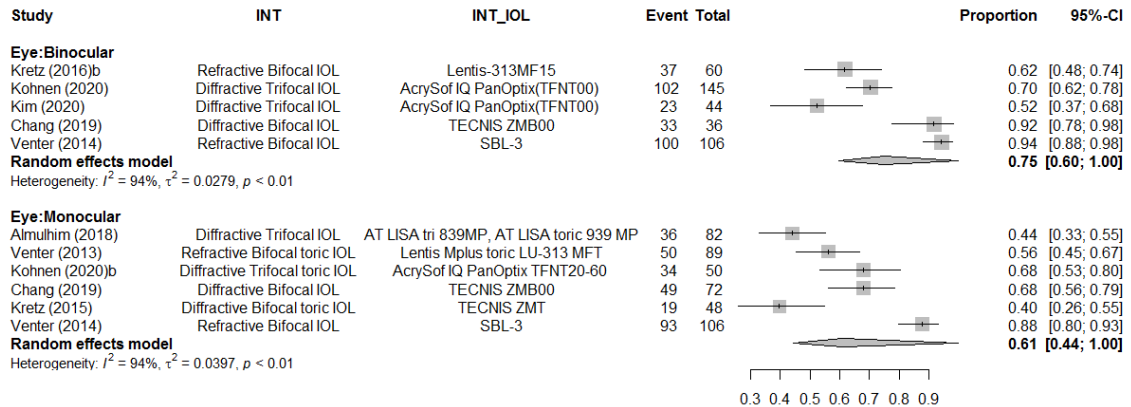 Study INT INT_IOL Event Total Proportion 95%-CI
Eye:Binocular
Kretz (2016)b Refractive Bifocal IOL Lentis-313MF15 37 60 0.62 [0.48; 0.74]
Kohnen (2020) Diffractive Trifocal IOL AcrySof IQ PanOptix(TFNT00) 102 145 0.70 [0.62; 0.78]
Kim (2020) Diffractive Trifocal IOL AcrySof IQ PanOptix(TFNT00) 23 44 0.52 [0.37; 0.68]
Chang (2019) Diffractive Bifocal IOL TECNIS ZMB00 33 36 0.92 [0.78; 0.98]
Venter (2014) Refractive Bifocal IOL SBL-3 100 106 0.94 [0.88; 0.98]
Random effects model 0.75 [0.60; 1.00]
Heterogeneity: I² = 94%, τ² = 0.0279, p < 0.01
Eye:Monocular
Almulhim (2018) Diffractive Trifocal IOL AT LISA tri 839MP, AT LISA toric 939 MP 36 82 0.44 [0.33; 0.55]
Venter (2013) Refractive Bifocal toric IOL Lentis Mplus toric LU-313 MFT 50 89 0.56 [0.45; 0.67]
Kohnen (2020)b Diffractive Trifocal toric IOL AcrySof IQ PanOptix TFNT20-60 34 50 0.68 [0.53; 0.80]
Chang (2019) Diffractive Bifocal IOL TECNIS ZMB00 49 72 0.68 [0.56; 0.79]
Kretz (2015) Diffractive Bifocal toric IOL TECNIS ZMT 19 48 0.40 [0.26; 0.55]
Venter (2014) Refractive Bifocal IOL SBL-3 93 106 0.88 [0.80; 0.93]
Random effects model 0.61 [0.44; 1.00]
Heterogeneity: I² = 94%, τ² = 0.0397, p < 0.01
0.3 0.4 0.5 0.6 0.7 0.8 0.9